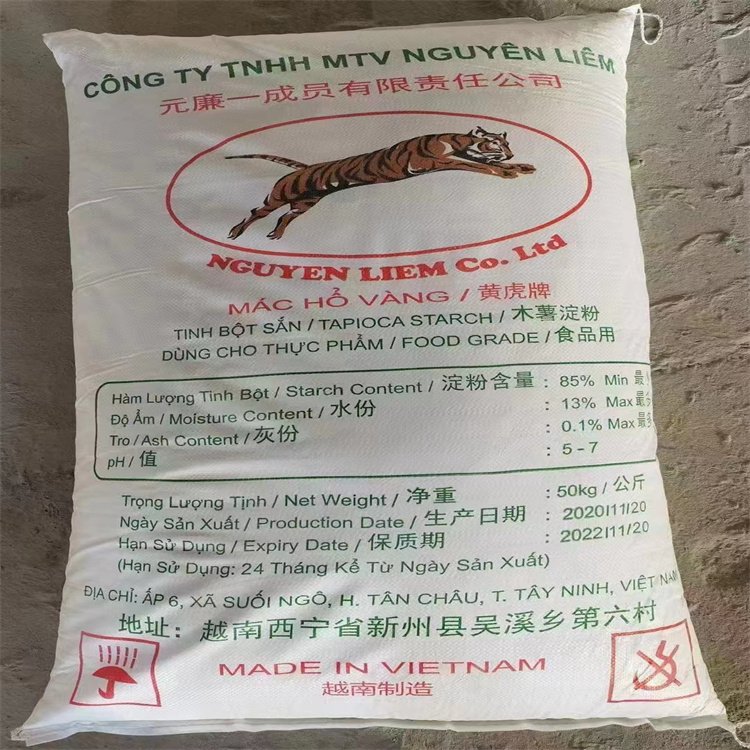 CÔNG TY TNHH MTV NGUYÊN LIÊM
元廉一成员有限责任公司
NGUYEN LIEM Co. Ltd
MÁC HỔ VÀNG / 黄虎牌
TINH BỘT SẮN / TAPIOCA STARCH / 木薯淀粉
DÙNG CHO THỰC PHẨM / FOOD GRADE / 食品用
Hàm Lượng Tinh Bột / Starch Content / 淀粉含量 : 85% Min 最
Độ Ẩm / Moisture Content / 水份 : 13% Max 最
Tro / Ash Content / 灰份 : 0.1% Max 最
pH / 值 : 5 - 7
Trọng Lượng Tịnh / Net Weight / 净重 : 50kg / 公斤
Ngày Sản Xuất / Production Date / 生产日期 : 2020/11/20
Hạn Sử Dụng / Expiry Date / 保质期 : 2022/11/20
(Hạn Sử Dụng: 24 Tháng Kể Từ Ngày Sản Xuất)
ĐỊA CHỈ: ẤP 6, XÃ SUỐI NGÔ, H. TÂN CHÂU, T. TÂY NINH, VIỆT NAM
地址: 越南西宁省新州县吴溪乡第六村
MADE IN VIETNAM
越南制造